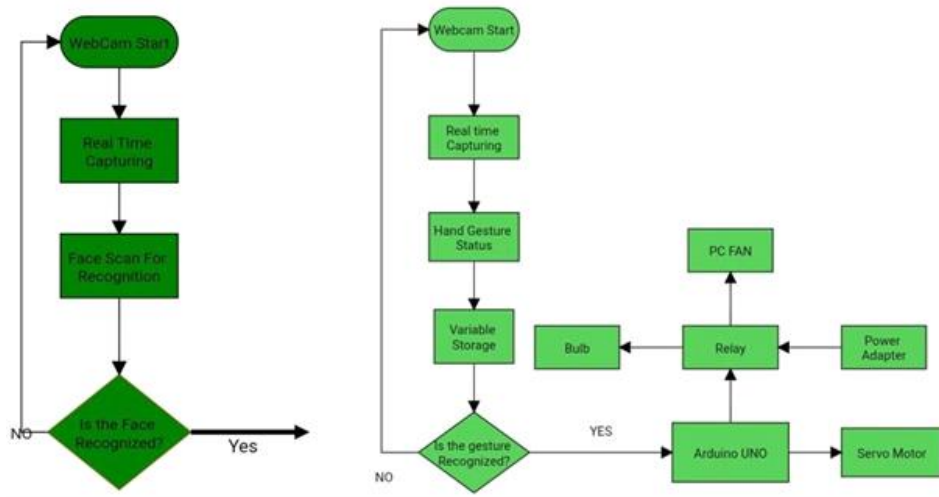 WebCam Start
Real Time
Capturing
Face Scan For
Recognition
Is the Face
Recognized?
NO
Yes
Webcam Start
Real time
Capturing
Hand Gesture
Status
Variable
Storage
Is the gesture
Recognized?
NO
YES
PC FAN
Bulb
Relay
Power
Adapter
Arduino UNO
Servo Motor